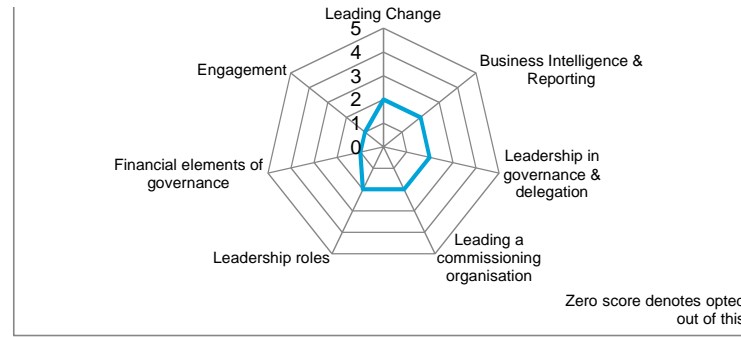 Leading Change
5
4
3
2
1
0
Business Intelligence &
Reporting
Leadership in
governance &
delegation
Leading a
commissioning
organisation
Leadership roles
Financial elements of
governance
Engagement
Zero score denotes opted
out of this